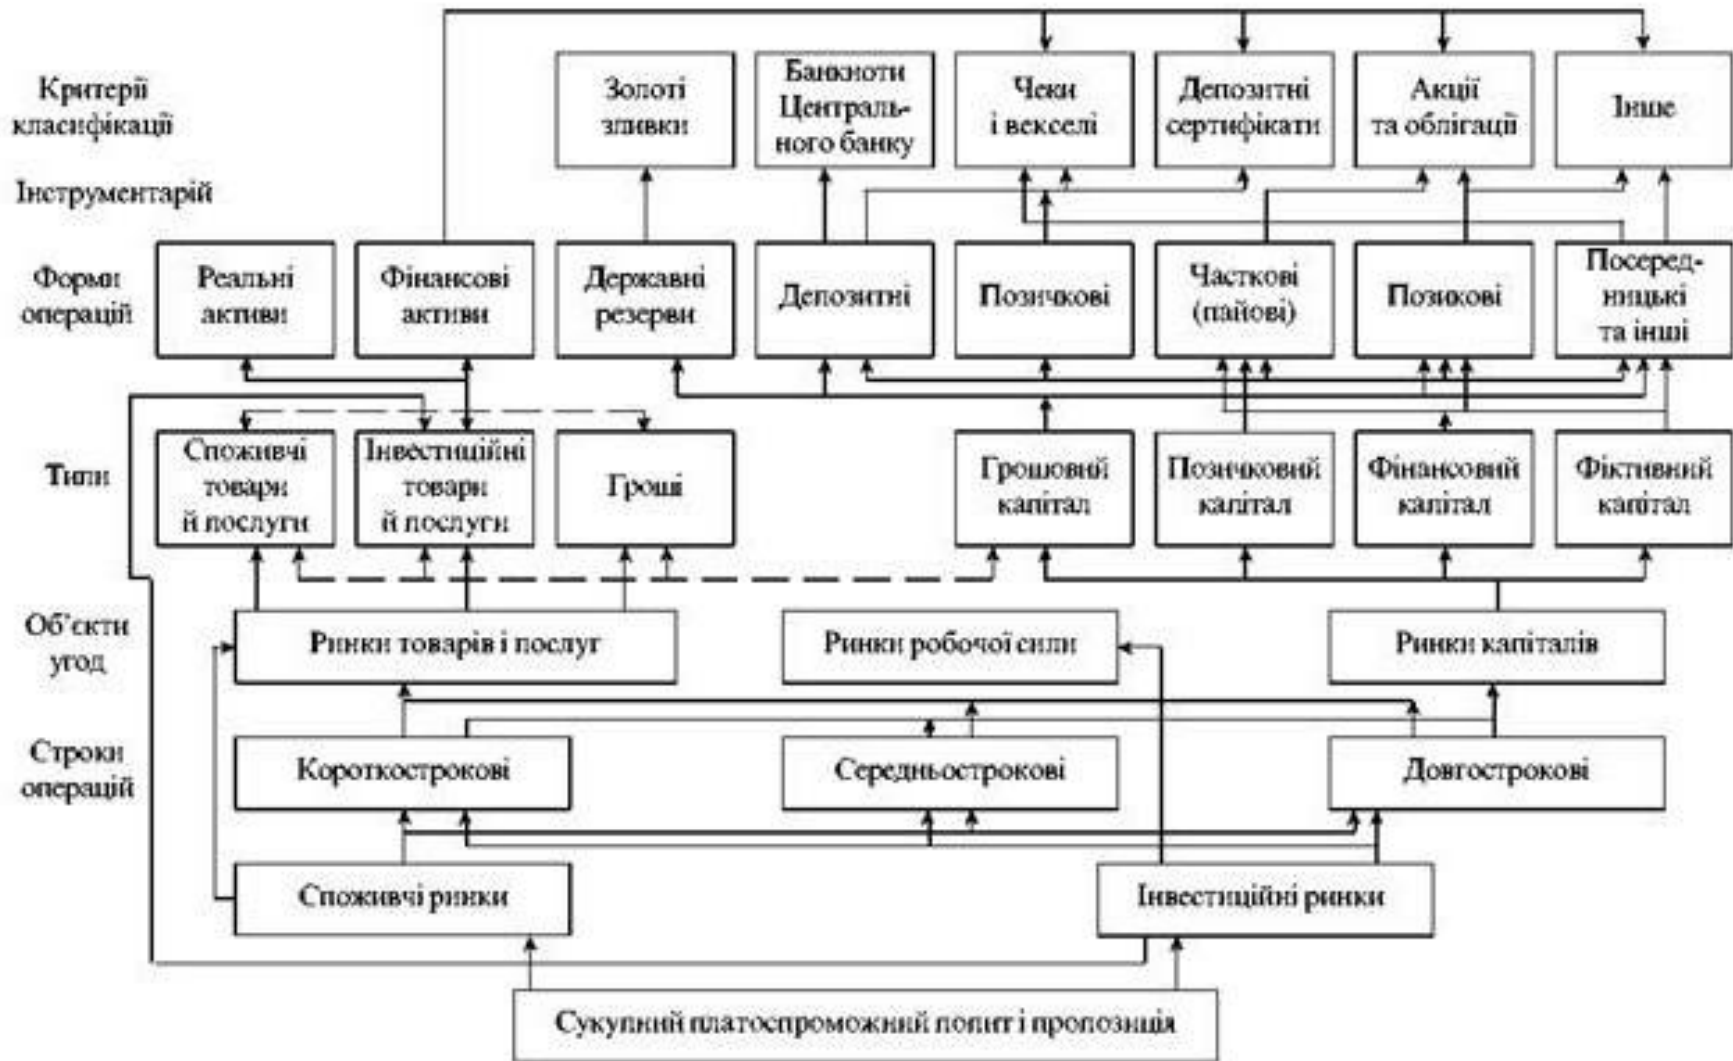 Критерії
класифікації
Золоті
зливки
Банкноти
Централь-
ного банку
Чеки
і векселі
Депозитні
сертифікати
Акції
та облігації
Інше
Інструментарій
Форми
операцій
Реальні
активи
Фінансові
активи
Державні
резерви
Депозитні
Позичкові
Часткові
(пайові)
Позикові
Посеред-
ницькі
та інші
Типи
Споживчі
товари
й послуги
Інвестиційні
товари
й послуги
Гроші
Грошовий
капітал
Позичковий
капітал
Фінансовий
капітал
Фіктивний
капітал
Об’єкти
угод
Ринки товарів і послуг
Ринки робочої сили
Ринки капіталів
Строки
операцій
Короткострокові
Середньострокові
Довгострокові
Споживчі ринки
Інвестиційні ринки
Сукупний платоспроможний попит і пропозиція